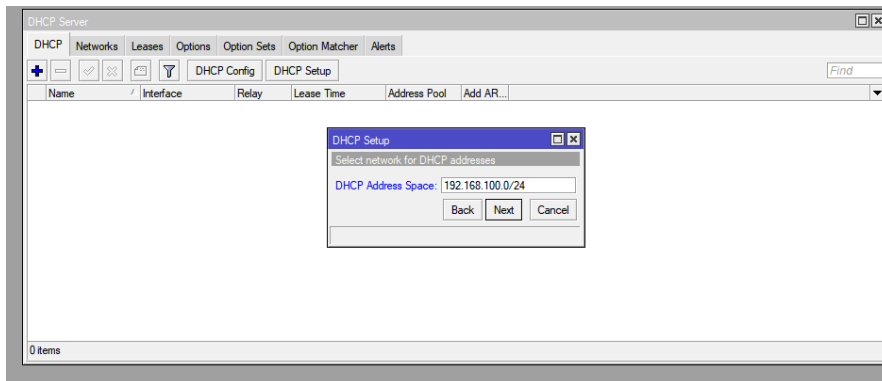 DHCP Server
DHCP Networks Leases Options Option Sets Option Matcher Alerts
DHCP Config DHCP Setup Find
Name Interface Relay Lease Time Address Pool Add AR...
DHCP Setup
Select network for DHCP addresses
DHCP Address Space: 192.168.100.0/24
Back Next Cancel
0 items